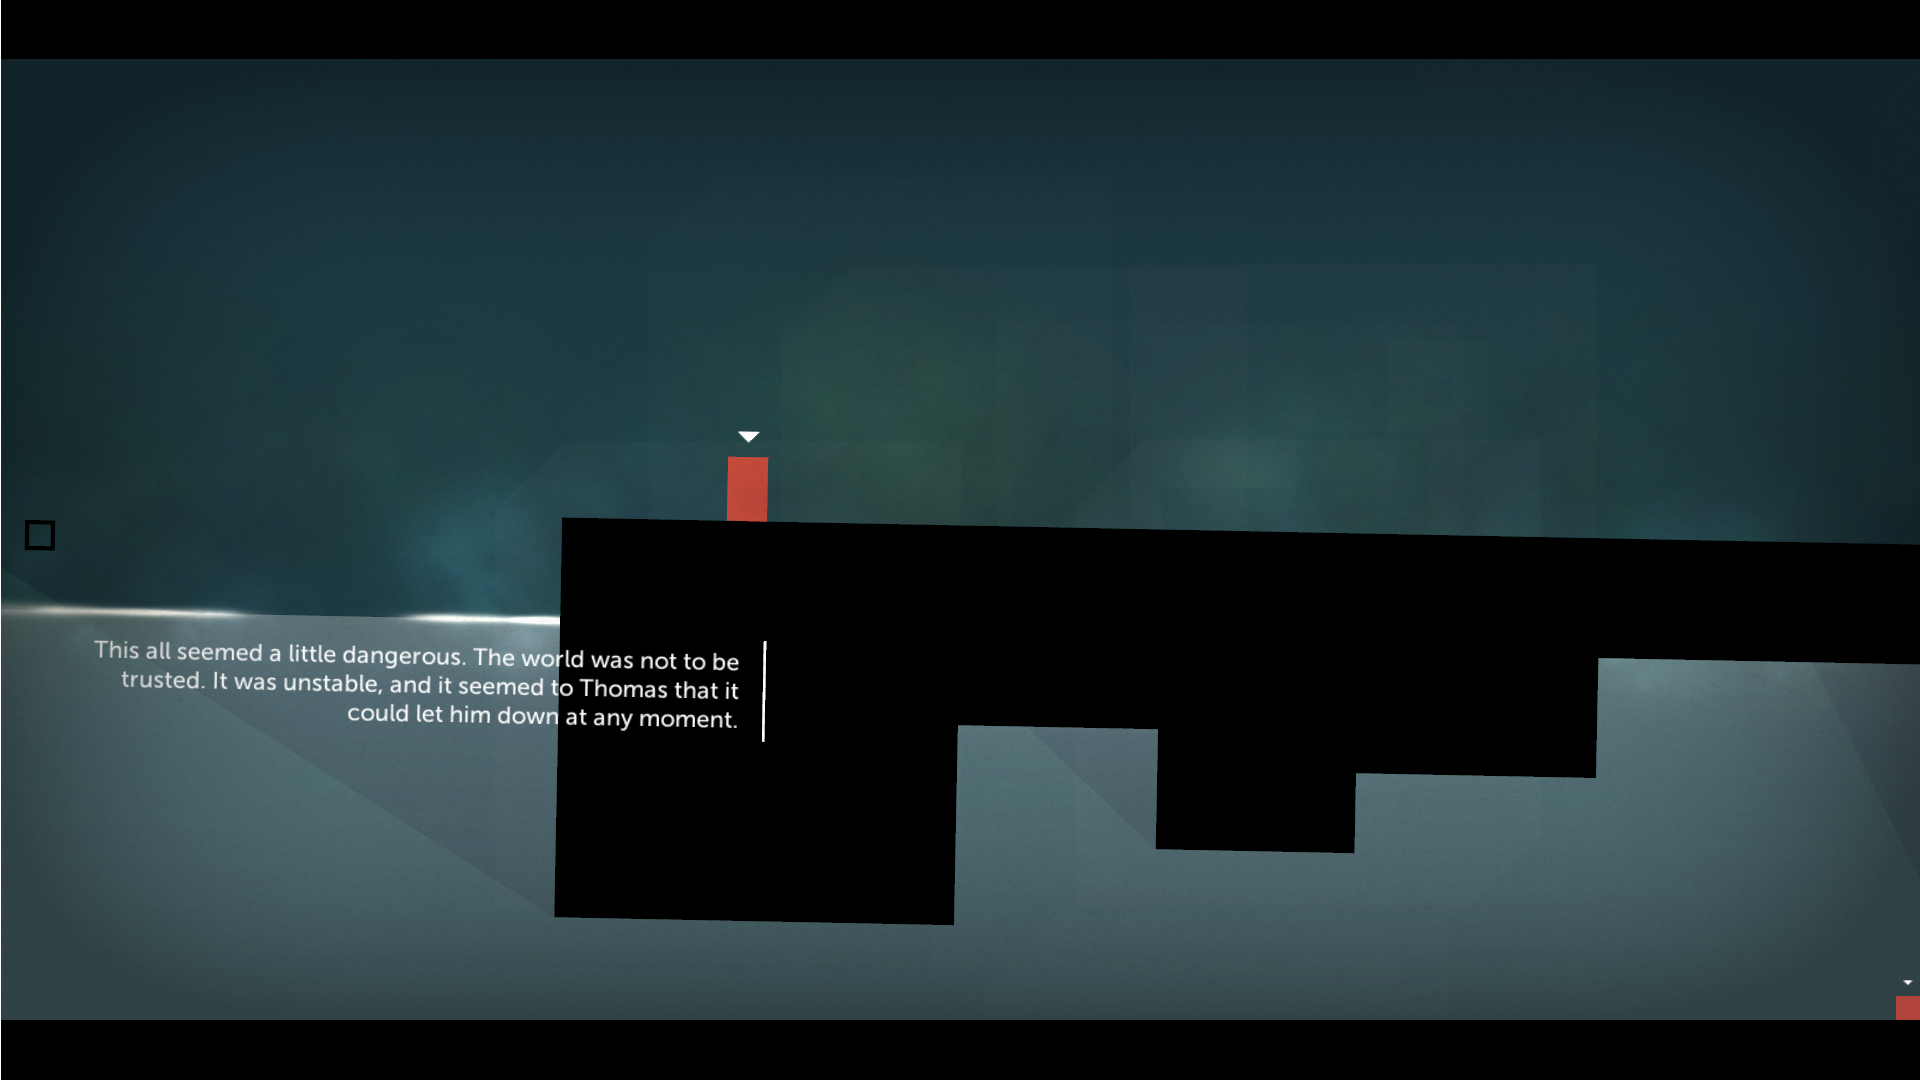 This all seemed a little dangerous. The world was not to be
trusted. It was unstable, and it seemed to Thomas that it
could let him down at any moment.